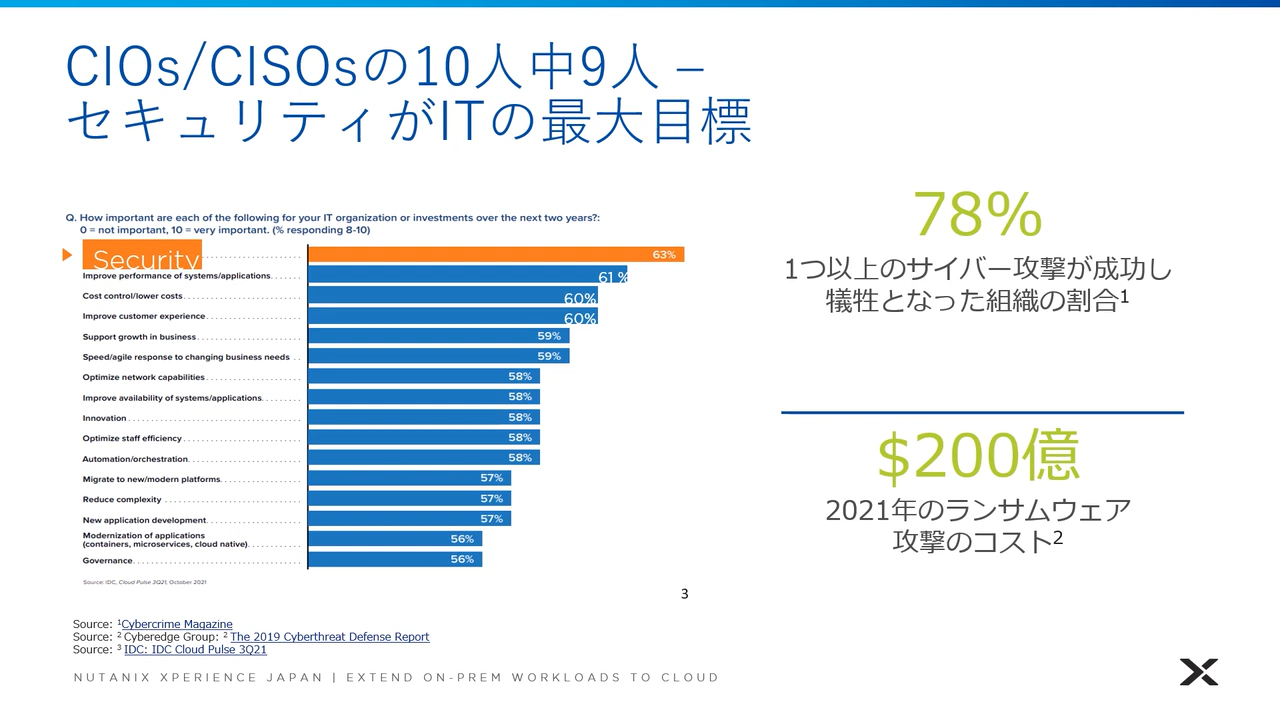 CIOs/CISOsの10人中9人 –
セキュリティがITの最大目標
Q. How important are each of the following for your IT organization or investments over the next two years?:
0 = not important, 10 = very important. (% responding 8-10)
Security 63%
Improve performance of systems/applications 61 %
Cost control/lower costs 60%
Improve customer experience 60%
Support growth in business 59%
Speed/agile response to changing business needs 59%
Optimize network capabilities 58%
Improve availability of systems/applications 58%
Innovation 58%
Optimize staff efficiency 58%
Automation/orchestration 58%
Migrate to new/modern platforms 57%
Reduce complexity 57%
New application development 57%
Modernization of applications
(containers, microservices, cloud native) 56%
Governance 56%
Source: IDC, Cloud Pulse 3Q21, October 2021
3
78%
1つ以上のサイバー攻撃が成功し
犠牲となった組織の割合1
$200億
2021年のランサムウェア
攻撃のコスト2
Source: 1Cybercrime Magazine
Source: 2 Cyberedge Group: 2 The 2019 Cyberthreat Defense Report
Source: 3 IDC: IDC Cloud Pulse 3Q21
NUTANIX XPERIENCE JAPAN | EXTEND ON-PREM WORKLOADS TO CLOUD